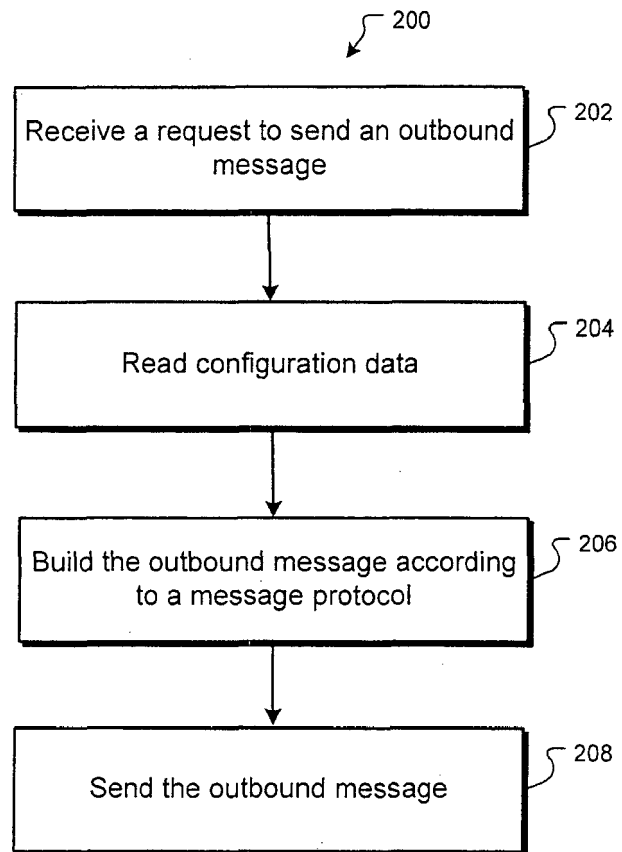 200
Receive a request to send an outbound
message
202
Read configuration data
204
Build the outbound message according
to a message protocol
206
Send the outbound message
208